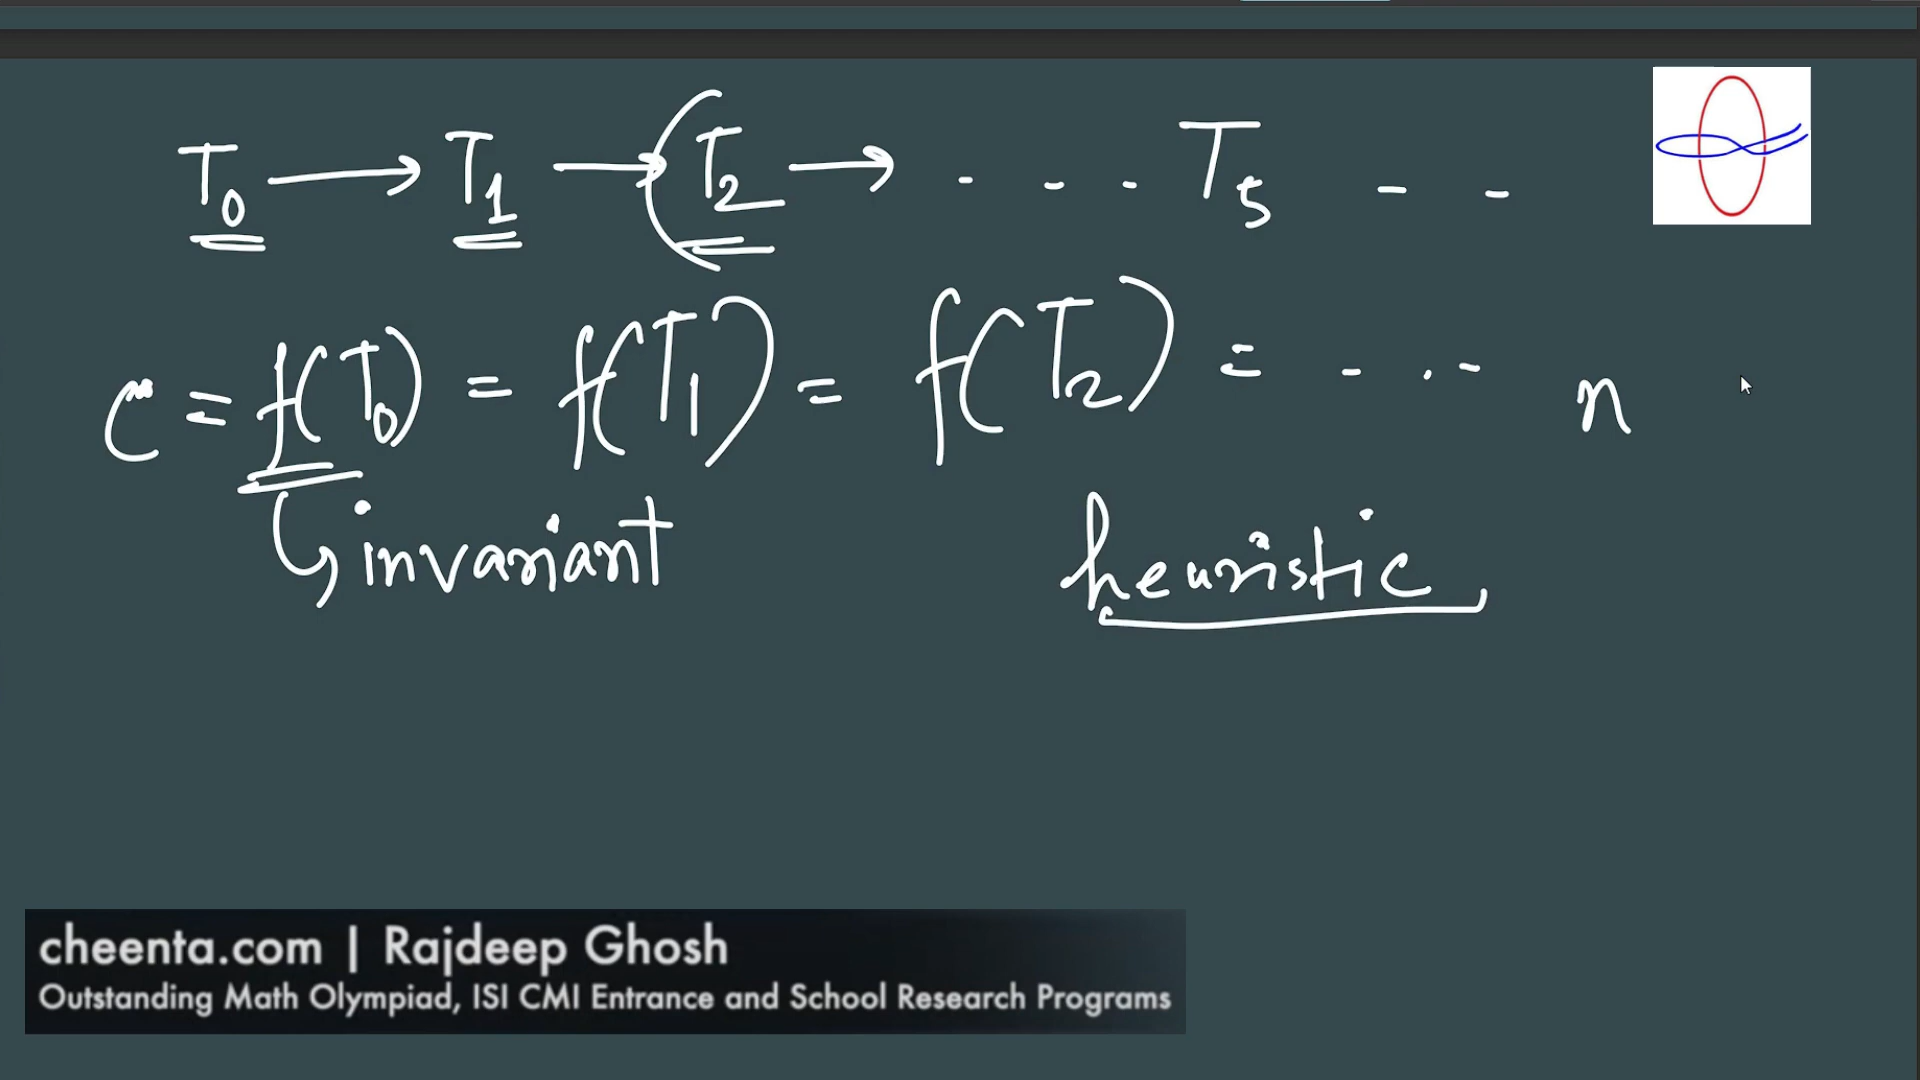 T₀ → T₁ → (T₂ → - - - T₅ - -
C = f(T₀) = f(T₁) = f(T₂) = - . - n
↳ invariant heuristic
cheenta.com | Rajdeep Ghosh
Outstanding Math Olympiad, ISI CMI Entrance and School Research Programs